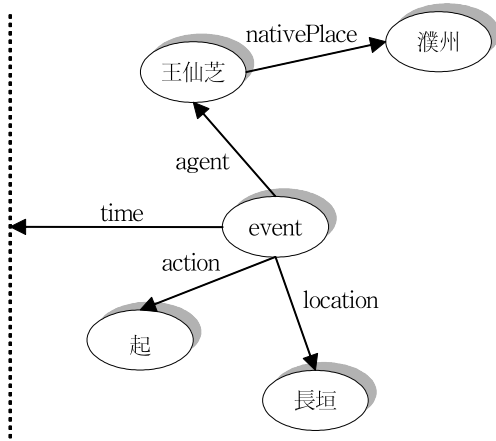 nativePlace
濮州
王仙芝
agent
time
event
action
location
起
長垣